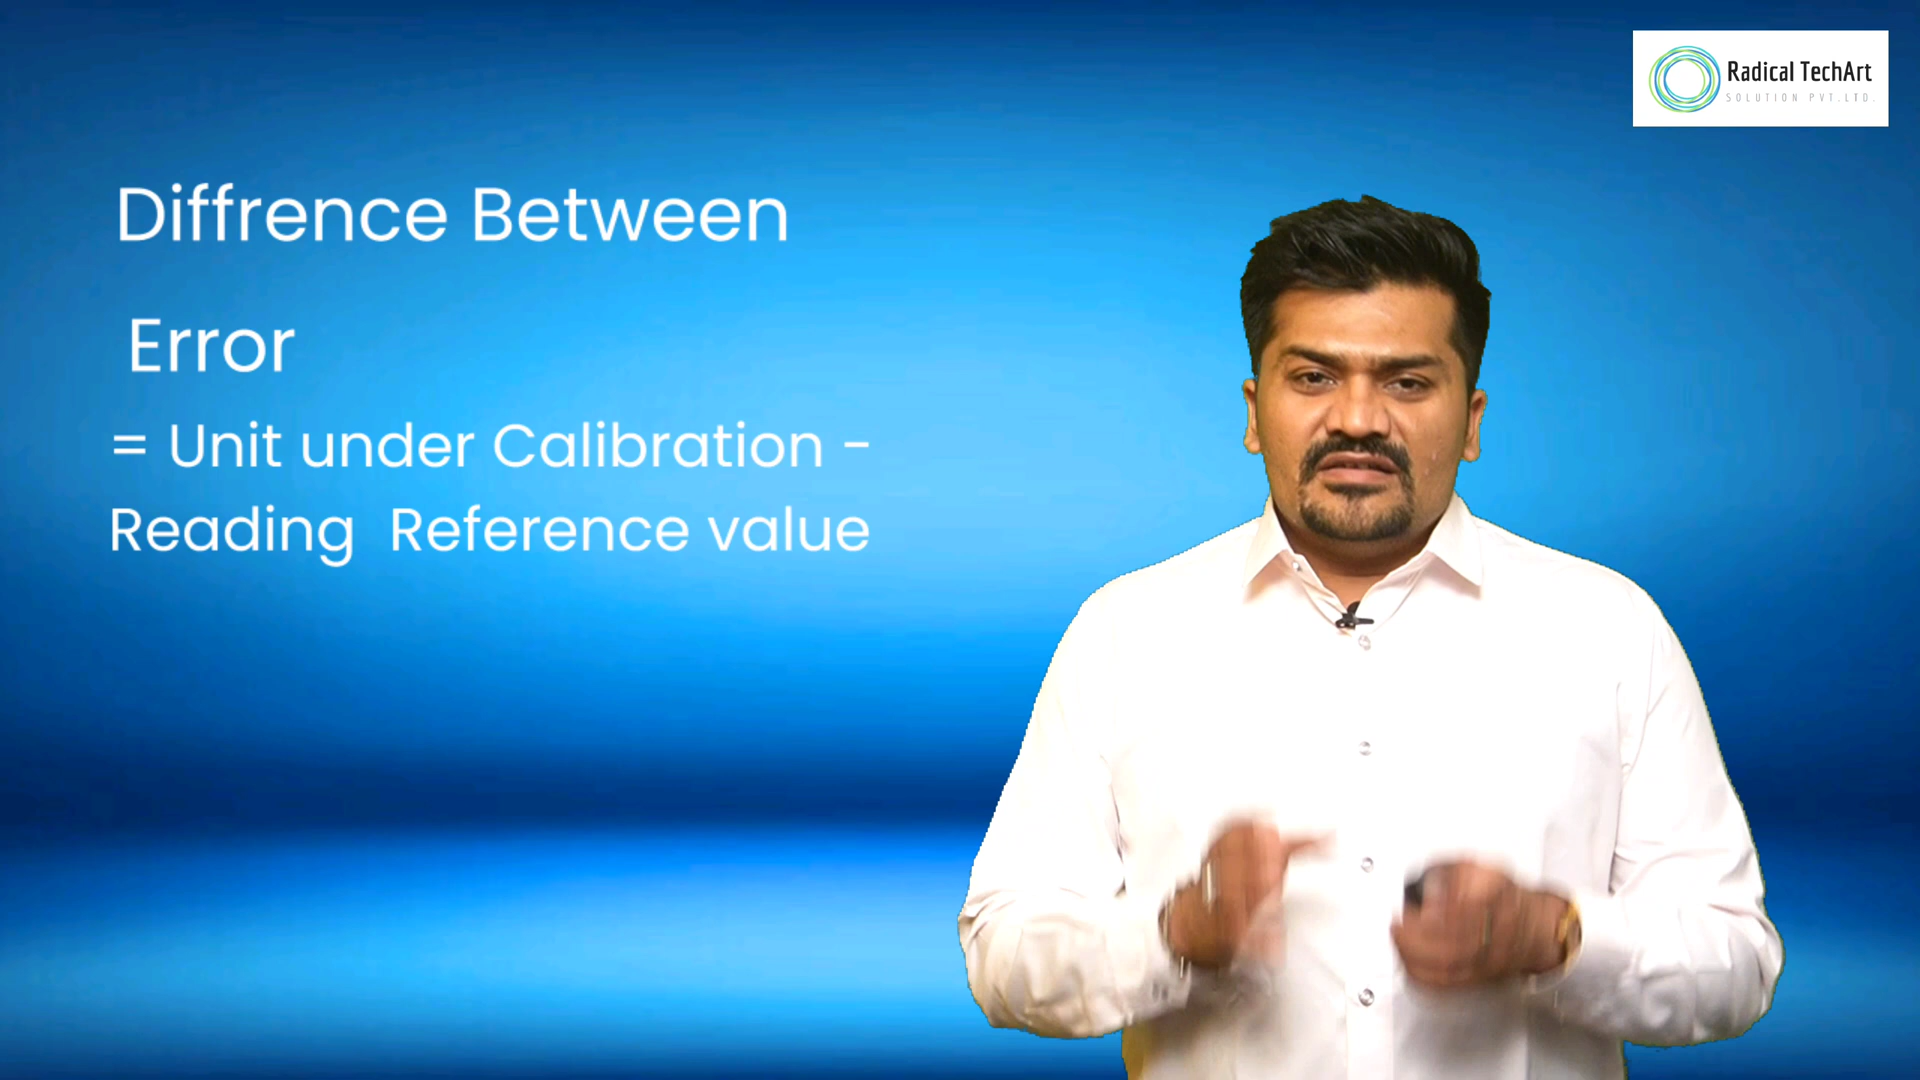 Radical TechArt
SOLUTION PVT.LTD.
Diffrence Between
Error
= Unit under Calibration -
Reading Reference value